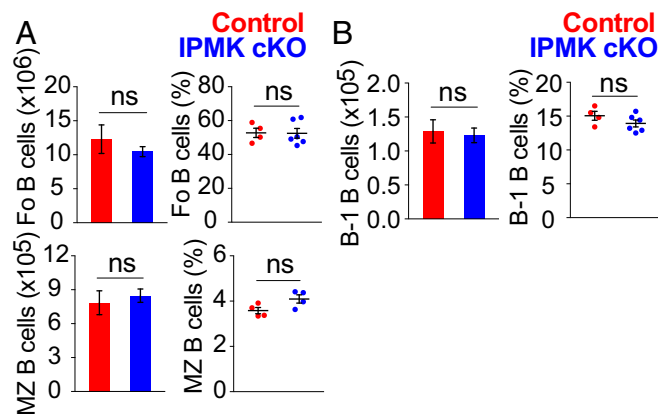 A
Control
IPMK cKO
Fo B cells (x10⁶)
20
15
10
5
0
ns
Fo B cells (%)
80
60
40
20
0
ns
MZ B cells (x10⁵)
9
6
3
0
ns
MZ B cells (%)
6
4
2
0
ns
B
Control
IPMK cKO
B-1 B cells (x10⁵)
2.0
1.5
1.0
0.5
0.0
ns
B-1 B cells (%)
20
15
10
5
0
ns